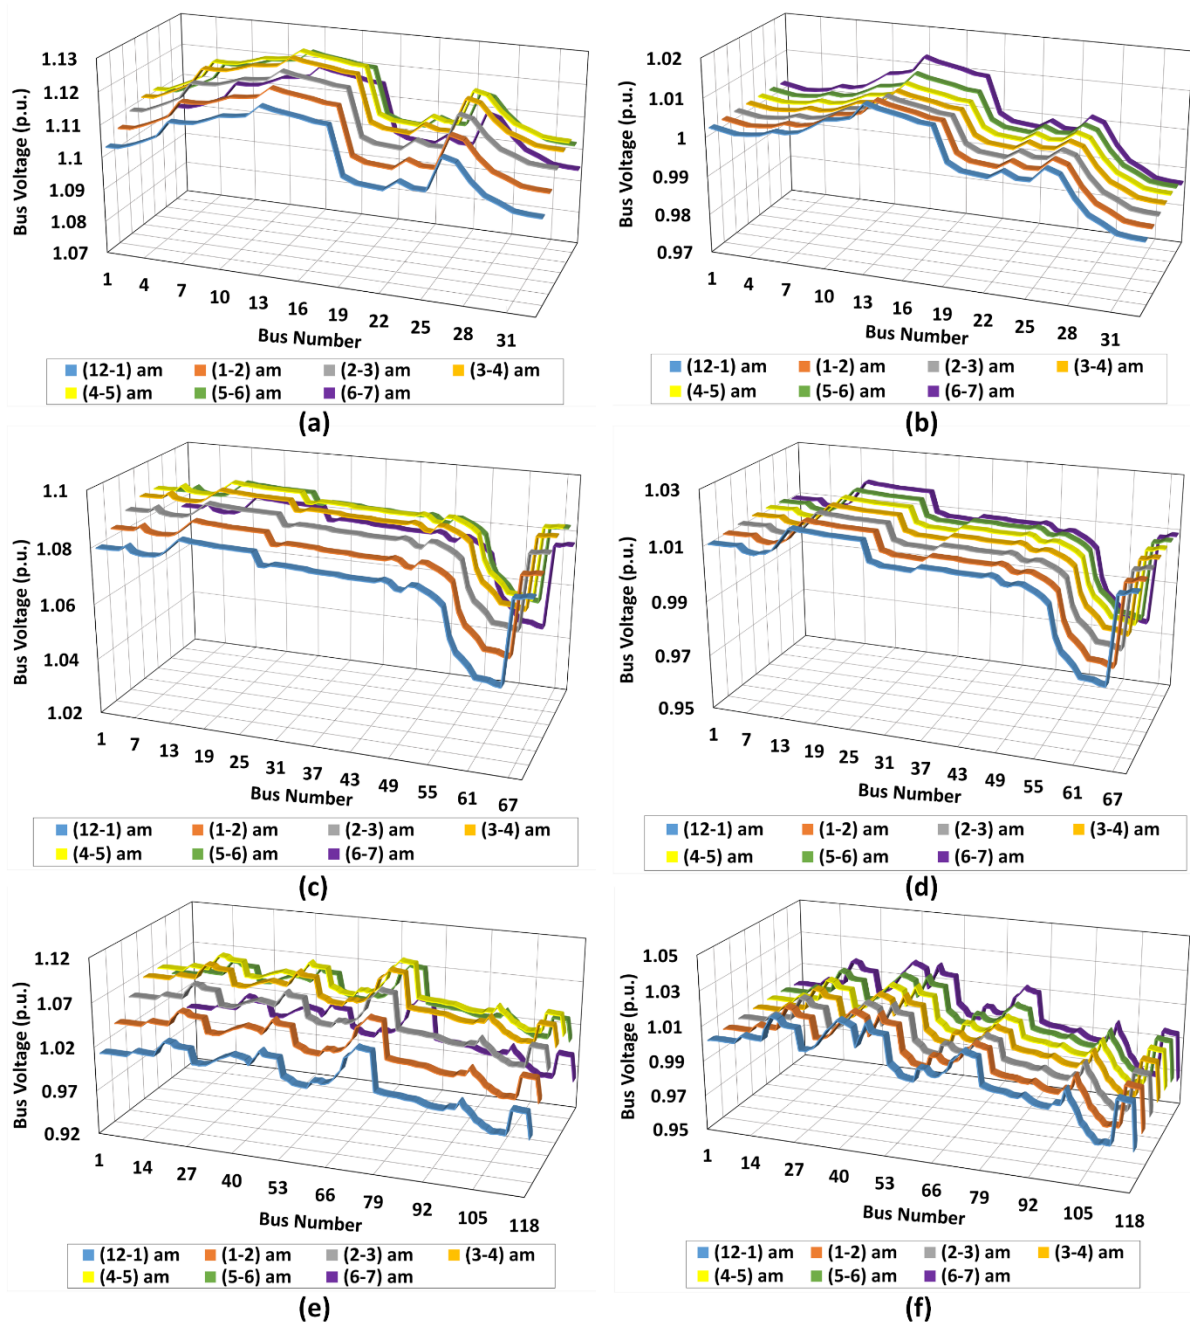 Bus Voltage (p.u.)
1.13
1.12
1.11
1.1
1.09
1.08
1.07
1 4 7 10 13 16 19 22 25 28 31
Bus Number
(12-1) am (1-2) am (2-3) am (3-4) am
(4-5) am (5-6) am (6-7) am
(a)
Bus Voltage (p.u.)
1.02
1.01
1
0.99
0.98
0.97
1 4 7 10 13 16 19 22 25 28 31
Bus Number
(12-1) am (1-2) am (2-3) am (3-4) am
(4-5) am (5-6) am (6-7) am
(b)
Bus Voltage (p.u.)
1.1
1.08
1.06
1.04
1.02
1 7 13 19 25 31 37 43 49 55 61 67
Bus Number
(12-1) am (1-2) am (2-3) am (3-4) am
(4-5) am (5-6) am (6-7) am
(c)
Bus Voltage (p.u.)
1.03
1.01
0.99
0.97
0.95
1 7 13 19 25 31 37 43 49 55 61 67
Bus Number
(12-1) am (1-2) am (2-3) am (3-4) am
(4-5) am (5-6) am (6-7) am
(d)
Bus Voltage (p.u.)
1.12
1.07
1.02
0.97
0.92
1 14 27 40 53 66 79 92 105 118
Bus Number
(12-1) am (1-2) am (2-3) am (3-4) am
(4-5) am (5-6) am (6-7) am
(e)
Bus Voltage (p.u.)
1.05
1.03
1.01
0.99
0.97
0.95
1 14 27 40 53 66 79 92 105 118
Bus Number
(12-1) am (1-2) am (2-3) am (3-4) am
(4-5) am (5-6) am (6-7) am
(f)